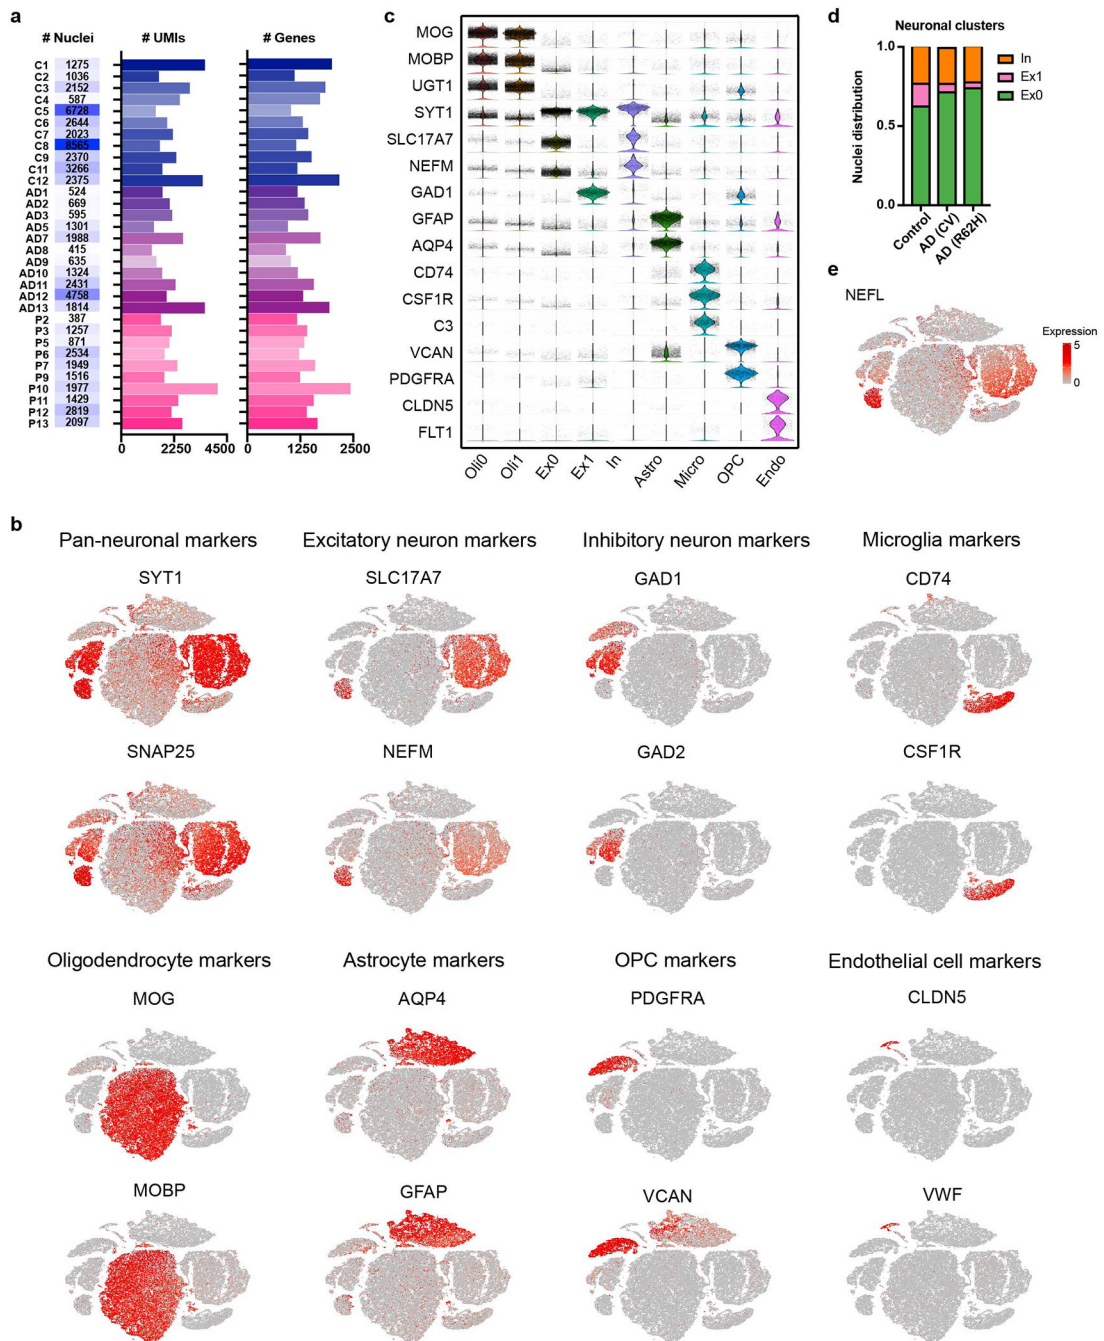 a
# Nuclei # UMIs # Genes
C1 1275
C2 1036
C3 2152
C4 587
C5 6728
C6 2644
C7 2023
C8 8565
C9 2370
C11 3266
C12 2375
AD1 524
AD2 669
AD3 595
AD5 1301
AD7 1988
AD8 415
AD9 635
AD10 1324
AD11 2431
AD12 4758
AD13 1814
P2 387
P3 1257
P5 871
P6 2534
P7 1949
P9 1516
P10 1977
P11 1429
P12 2819
P13 2097
0 2250 4500
0 1250 2500
c
MOG
MOBP
UGT1
SYT1
SLC17A7
NEFM
GAD1
GFAP
AQP4
CD74
CSF1R
C3
VCAN
PDGFRA
CLDN5
FLT1
Oli0 Oli1 Ex0 Ex1 In Astro Micro OPC Endo
d
Neuronal clusters
Nuclei distribution
1.0
0.5
0.0
In
Ex1
Ex0
Control AD (CV) AD (R62H)
e
NEFL
Expression
5
0
b
Pan-neuronal markers Excitatory neuron markers Inhibitory neuron markers Microglia markers
SYT1 SLC17A7 GAD1 CD74
SNAP25 NEFM GAD2 CSF1R
Oligodendrocyte markers Astrocyte markers OPC markers Endothelial cell markers
MOG AQP4 PDGFRA CLDN5
MOBP GFAP VCAN VWF